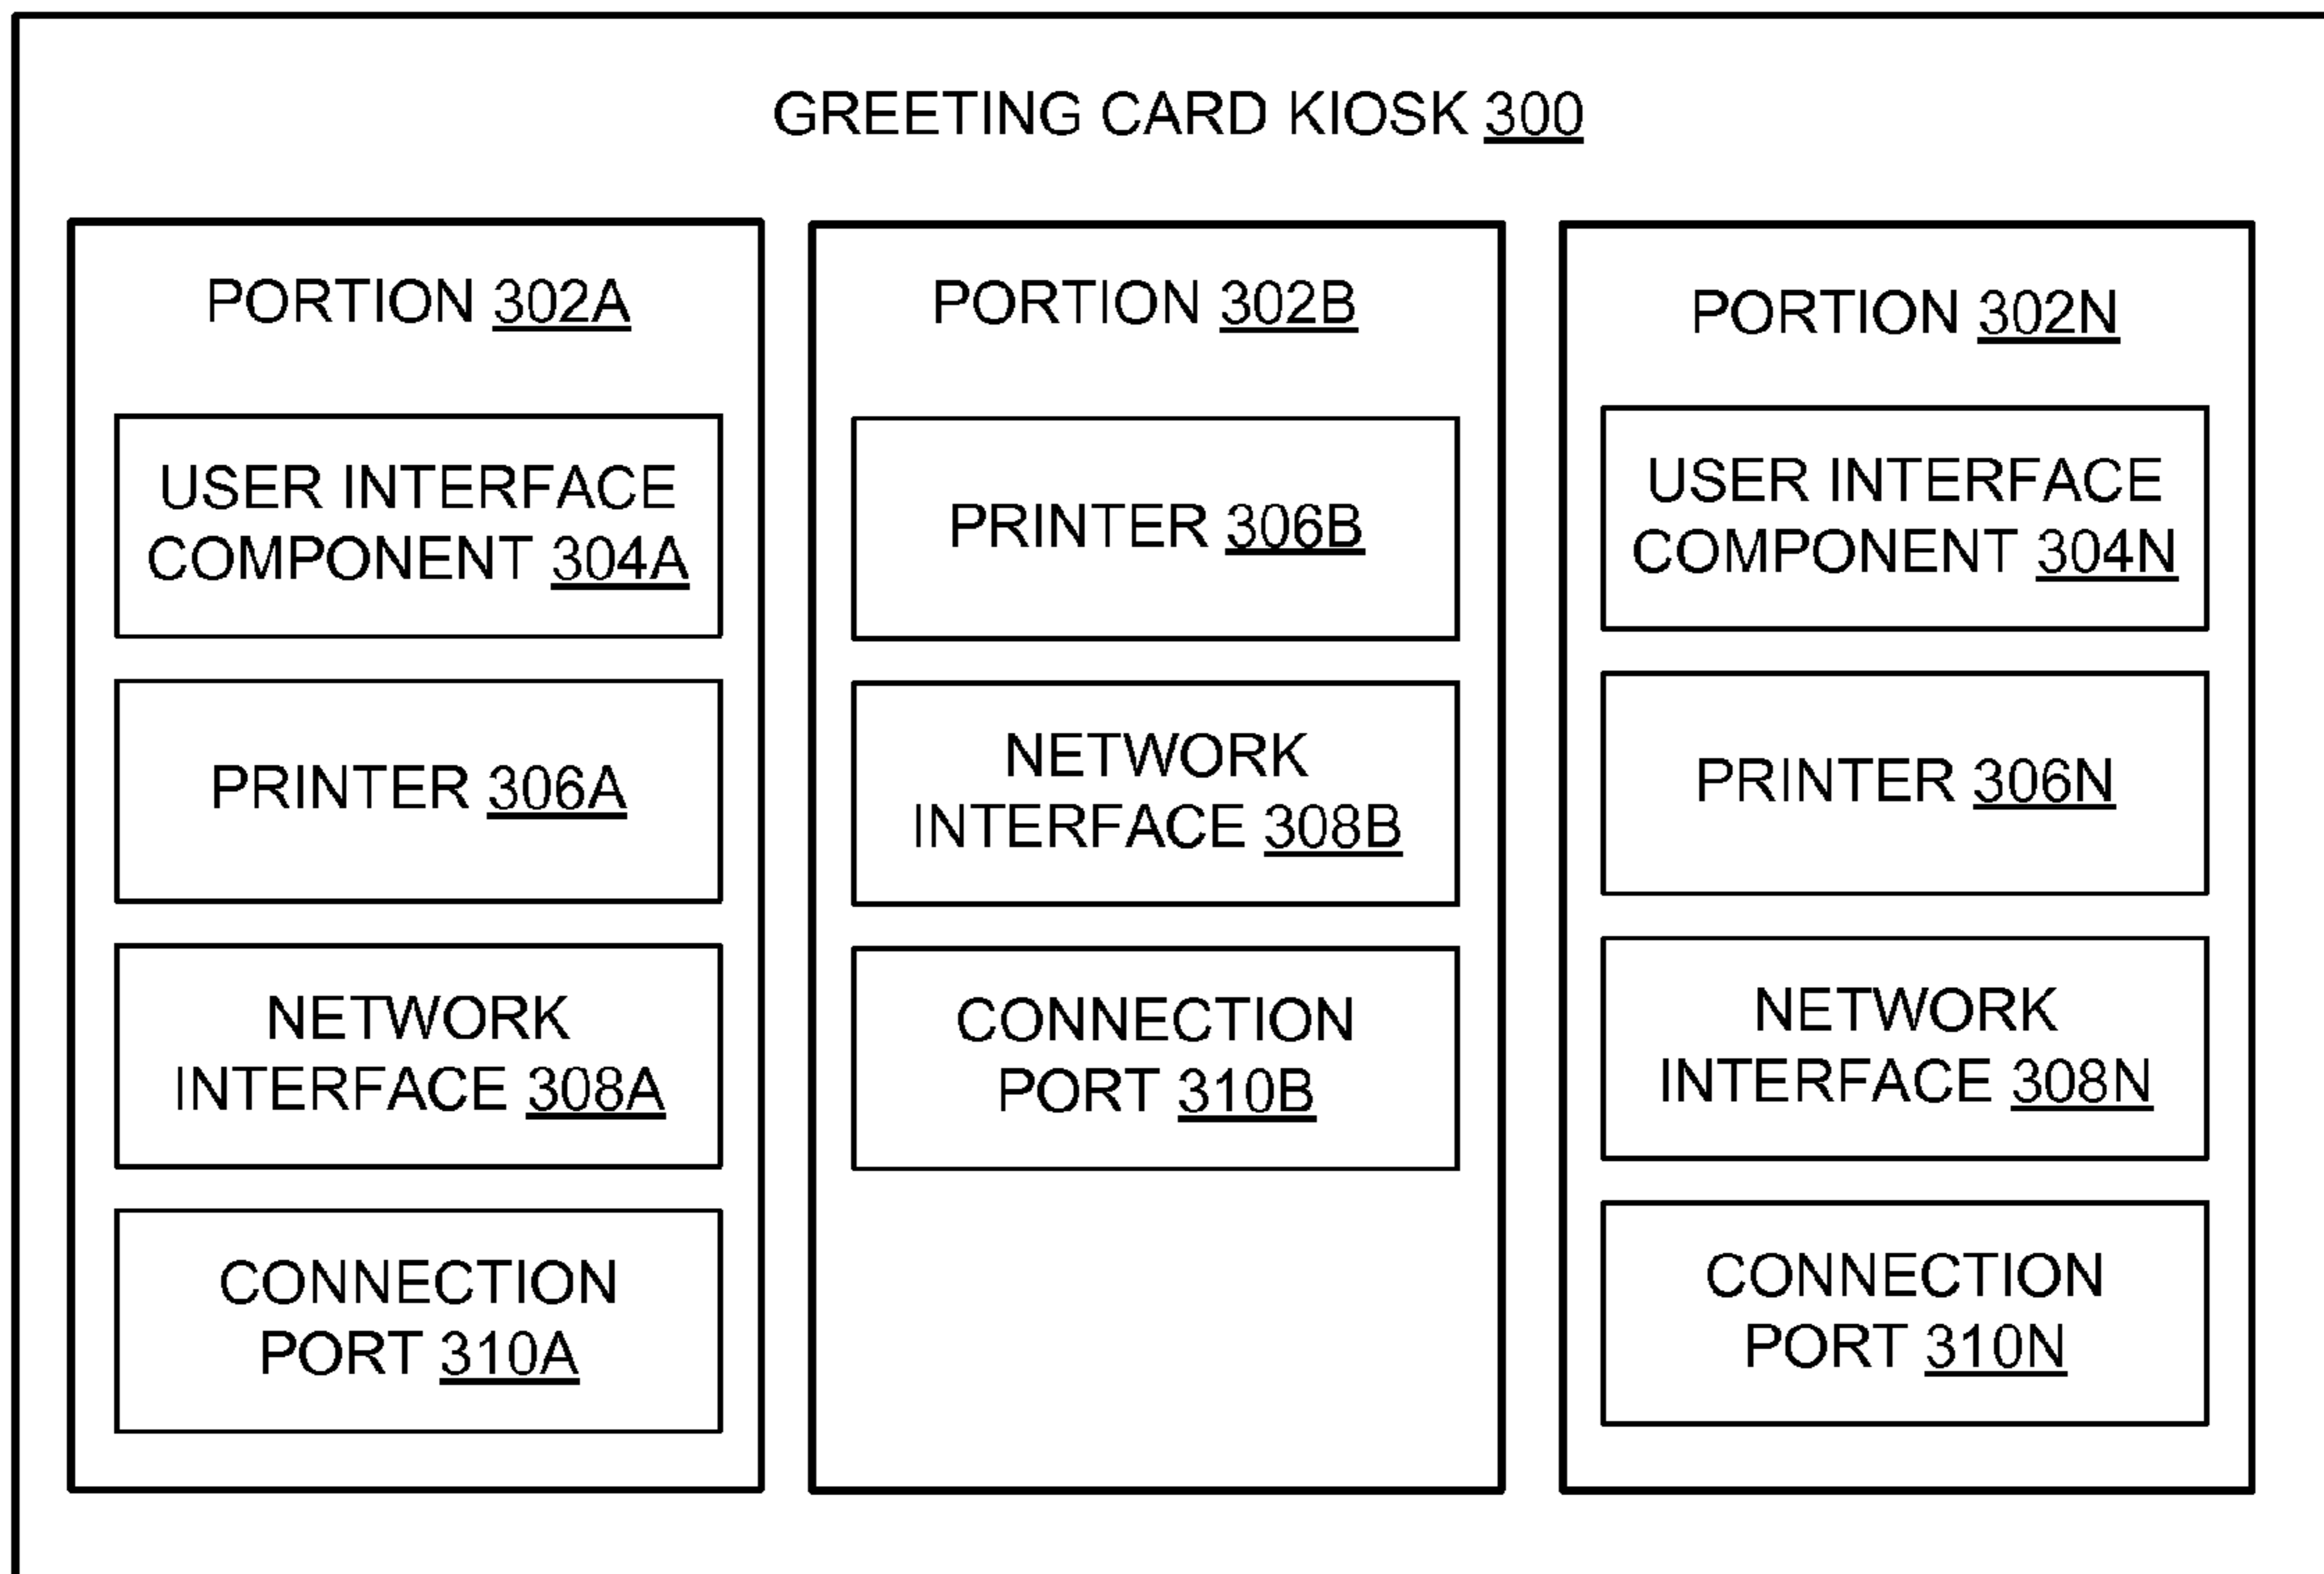 GREETING CARD KIOSK 300
PORTION 302A
USER INTERFACE
COMPONENT 304A
PRINTER 306A
NETWORK
INTERFACE 308A
CONNECTION
PORT 310A
PORTION 302B
PRINTER 306B
NETWORK
INTERFACE 308B
CONNECTION
PORT 310B
PORTION 302N
USER INTERFACE
COMPONENT 304N
PRINTER 306N
NETWORK
INTERFACE 308N
CONNECTION
PORT 310N